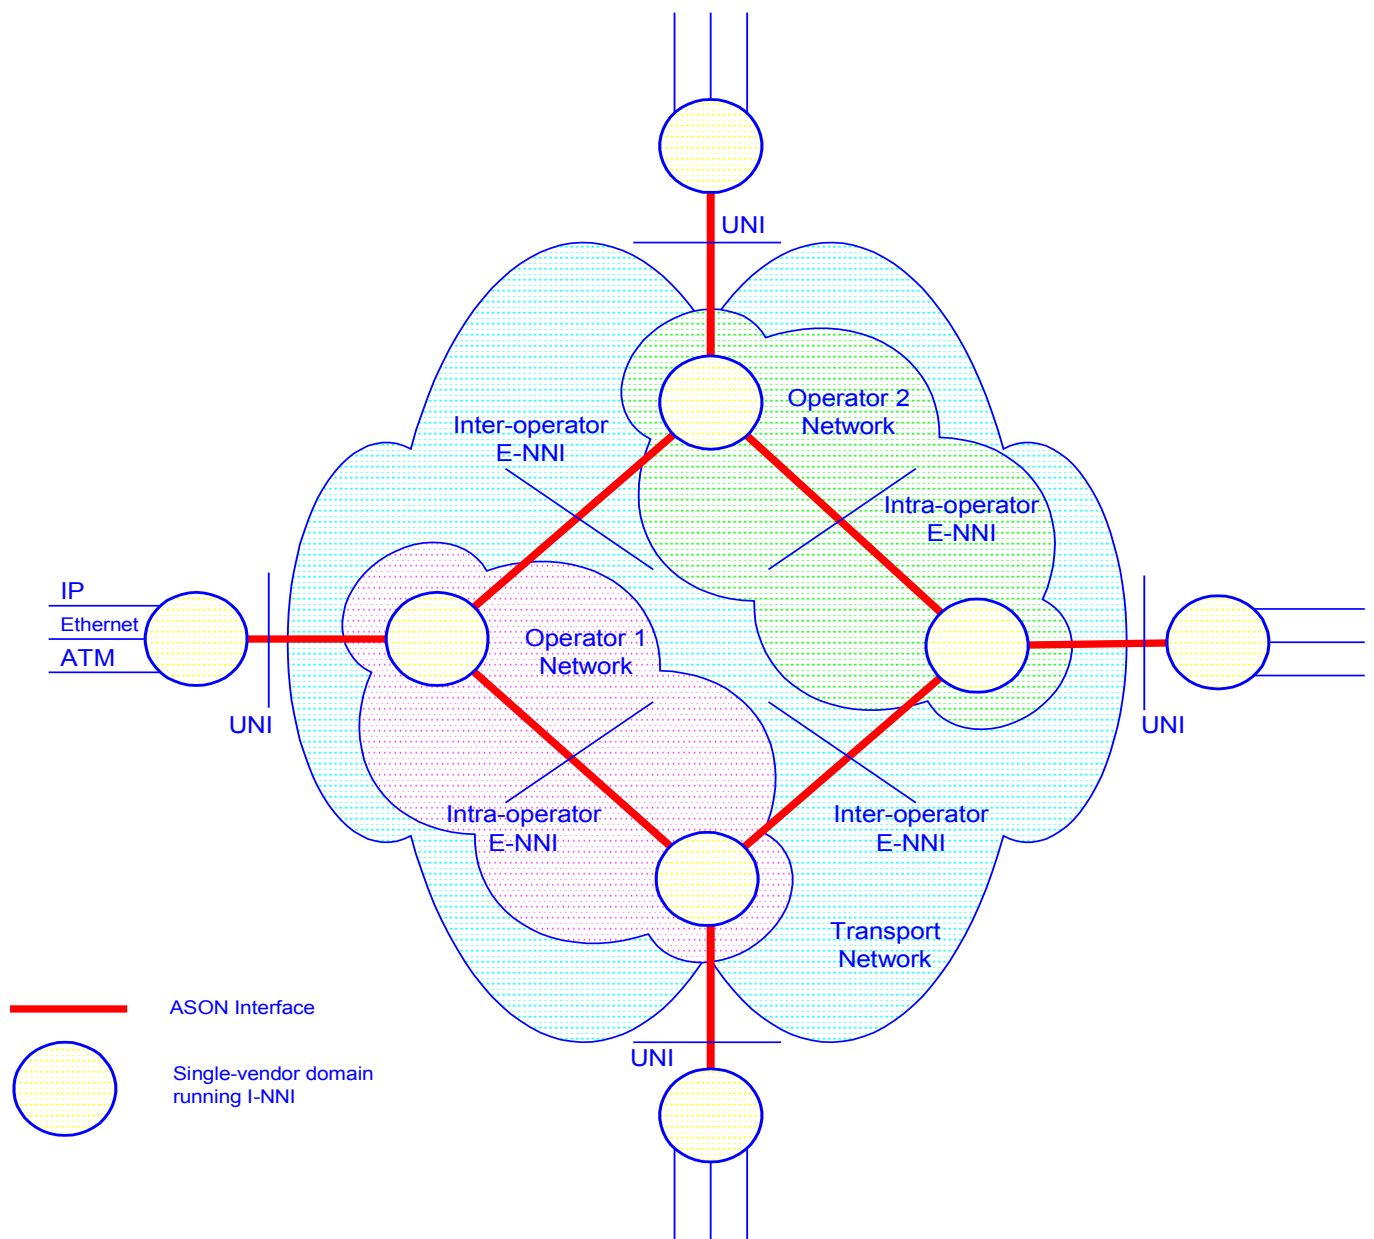 UNI
Operator 2
Network
Inter-operator
E-NNI
Intra-operator
E-NNI
IP
Ethernet
ATM
UNI
Operator 1
Network
UNI
Intra-operator
E-NNI
Inter-operator
E-NNI
Transport
Network
UNI
ASON Interface
Single-vendor domain
running I-NNI